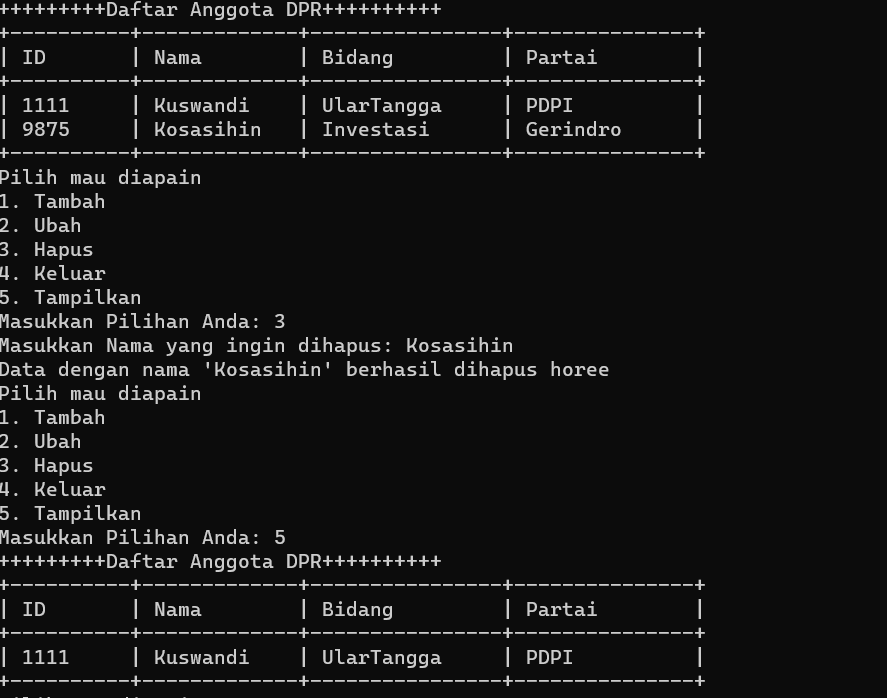 +++++++++Daftar Anggota DPR++++++++++
+----------+-------------+----------------+---------------+
| ID       | Nama        | Bidang         | Partai        |
+----------+-------------+----------------+---------------+
| 1111     | Kuswandi    | UlarTangga     | PDPI          |
| 9875     | Kosasihin   | Investasi      | Gerindro      |
+----------+-------------+----------------+---------------+
Pilih mau diapain
1. Tambah
2. Ubah
3. Hapus
4. Keluar
5. Tampilkan
Masukkan Pilihan Anda: 3
Masukkan Nama yang ingin dihapus: Kosasihin
Data dengan nama 'Kosasihin' berhasil dihapus horee
Pilih mau diapain
1. Tambah
2. Ubah
3. Hapus
4. Keluar
5. Tampilkan
Masukkan Pilihan Anda: 5
+++++++++Daftar Anggota DPR++++++++++
+----------+-------------+----------------+---------------+
| ID       | Nama        | Bidang         | Partai        |
+----------+-------------+----------------+---------------+
| 1111     | Kuswandi    | UlarTangga     | PDPI          |
+----------+-------------+----------------+---------------+